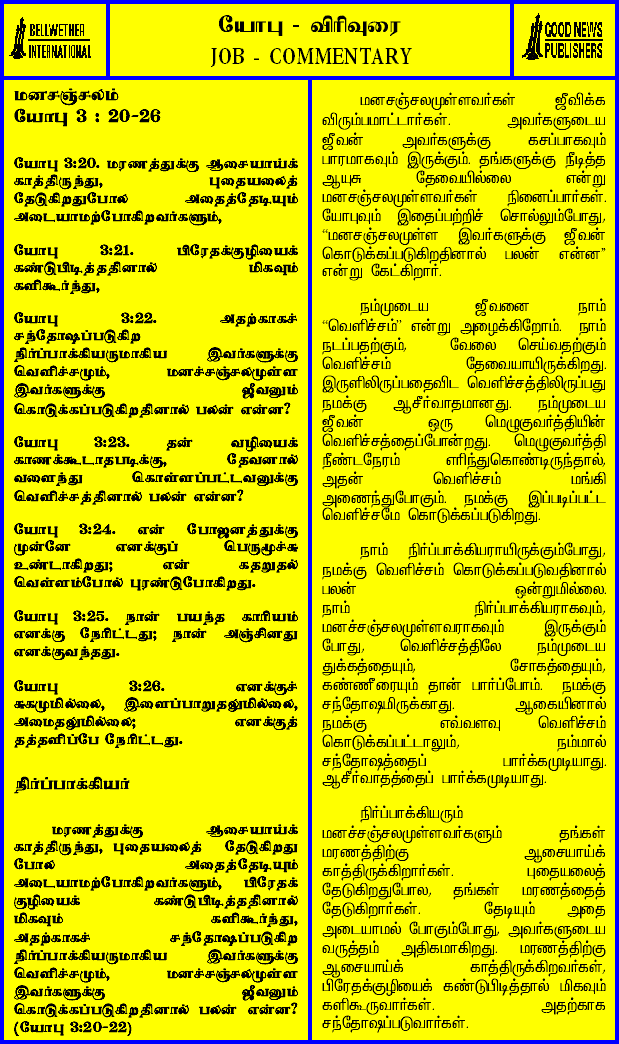 BELLWETHER
INTERNATIONAL
யோபு - விரிவுரை
JOB - COMMENTARY
GOOD NEWS
PUBLISHERS
மனசஞ்சலம்
யோபு 3 : 20-26
யோபு 3:20. மரணத்துக்கு ஆசையாய்க்
காத்திருந்து, புதையலைத்
தேடுகிறதுபோல் அதைத்தேடியும்
அடையாமற்போகிறவர்களும்,
யோபு 3:21. பிரேதக்குழியைக்
கண்டுபிடித்ததினால் மிகவும்
களிகூர்ந்து,
யோபு 3:22. அதற்காகச்
சந்தோஷப்படுகிற
நிர்ப்பாக்கியருமாகிய இவர்களுக்கு
வெளிச்சமும், மனச்சஞ்சலமுள்ள
இவர்களுக்கு ஜீவனும்
கொடுக்கப்படுகிறதினால் பலன் என்ன?
யோபு 3:23. தன் வழியைக்
காணக்கூடாதபடிக்கு, தேவனால்
வளைந்து கொள்ளப்பட்டவனுக்கு
வெளிச்சத்தினால் பலன் என்ன?
யோபு 3:24. என் போஜனத்துக்கு
முன்னே எனக்குப் பெருமூச்சு
உண்டாகிறது; என் கதறுதல்
வெள்ளம்போல் புரண்டுபோகிறது.
யோபு 3:25. நான் பயந்த காரியம்
எனக்கு நேரிட்டது; நான் அஞ்சினது
எனக்குவந்தது.
யோபு 3:26. எனக்குச்
சுகமுமில்லை, இளைப்பாறுதலுமில்லை,
அமைதலுமில்லை; எனக்குத்
தத்தளிப்பே நேரிட்டது.
நிர்ப்பாக்கியர்
மரணத்துக்கு ஆசையாய்க்
காத்திருந்து, புதையலைத் தேடுகிறது
போல் அதைத்தேடியும்
அடையாமற்போகிறவர்களும், பிரேதக்
குழியைக் கண்டுபிடித்ததினால்
மிகவும் களிகூர்ந்து,
அதற்காகச் சந்தோஷப்படுகிற
நிர்ப்பாக்கியருமாகிய இவர்களுக்கு
வெளிச்சமும், மனச்சஞ்சலமுள்ள
இவர்களுக்கு ஜீவனும்
கொடுக்கப்படுகிறதினால் பலன் என்ன?
(யோபு 3:20-22)
மனசஞ்சலமுள்ளவர்கள் ஜீவிக்க
விரும்பமாட்டார்கள். அவர்களுடைய
ஜீவன் அவர்களுக்கு கசப்பாகவும்
பாரமாகவும் இருக்கும். தங்களுக்கு நீடித்த
ஆயுசு தேவையில்லை என்று
மனசஞ்சலமுள்ளவர்கள் நினைப்பார்கள்.
யோபுவும் இதைப்பற்றிச் சொல்லும்போது,
“மனசஞ்சலமுள்ள இவர்களுக்கு ஜீவன்
கொடுக்கப்படுகிறதினால் பலன் என்ன”
என்று கேட்கிறார்.
நம்முடைய ஜீவனை நாம்
“வெளிச்சம்” என்று அழைக்கிறோம். நாம்
நடப்பதற்கும், வேலை செய்வதற்கும்
வெளிச்சம் தேவையாயிருக்கிறது.
இருளிலிருப்பதைவிட வெளிச்சத்திலிருப்பது
நமக்கு ஆசீர்வாதமானது. நம்முடைய
ஜீவன் ஒரு மெழுகுவர்த்தியின்
வெளிச்சத்தைப்போன்றது. மெழுகுவர்த்தி
நீண்டநேரம் எரிந்துகொண்டிருந்தால்,
அதன் வெளிச்சம் மங்கி
அணைந்துபோகும். நமக்கு இப்படிப்பட்ட
வெளிச்சமே கொடுக்கப்படுகிறது.
நாம் நிர்ப்பாக்கியராயிருக்கும்போது,
நமக்கு வெளிச்சம் கொடுக்கப்படுவதினால்
பலன் ஒன்றுமில்லை.
நாம் நிர்ப்பாக்கியராகவும்,
மனச்சஞ்சலமுள்ளவராகவும் இருக்கும்
போது, வெளிச்சத்திலே நம்முடைய
துக்கத்தையும், சோகத்தையும்,
கண்ணீரையும் தான் பார்ப்போம். நமக்கு
சந்தோஷமிருக்காது. ஆகையினால்
நமக்கு எவ்வளவு வெளிச்சம்
கொடுக்கப்பட்டாலும், நம்மால்
சந்தோஷத்தைப் பார்க்கமுடியாது.
ஆசீர்வாதத்தைப் பார்க்கமுடியாது.
நிர்ப்பாக்கியரும்
மனச்சஞ்சலமுள்ளவர்களும் தங்கள்
மரணத்திற்கு ஆசையாய்க்
காத்திருக்கிறார்கள். புதையலைத்
தேடுகிறதுபோல, தங்கள் மரணத்தைத்
தேடுகிறார்கள். தேடியும் அதை
அடையாமல் போகும்போது, அவர்களுடைய
வருத்தம் அதிகமாகிறது. மரணத்திற்கு
ஆசையாய்க் காத்திருக்கிறவர்கள்,
பிரேதக்குழியைக் கண்டுபிடித்தால் மிகவும்
களிகூருவார்கள். அதற்காக
சந்தோஷப்படுவார்கள்.